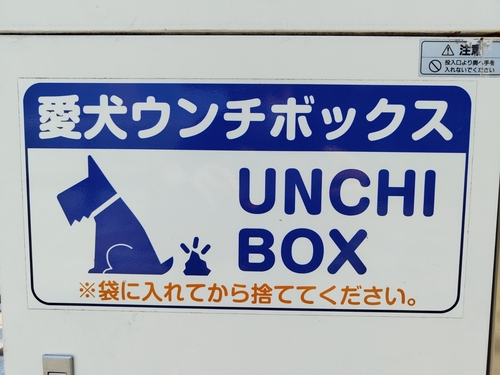 注意
投入口より奥へ手を
入れないでください
愛犬ウンチボックス
UNCHI
BOX
※袋に入れてから捨ててください。